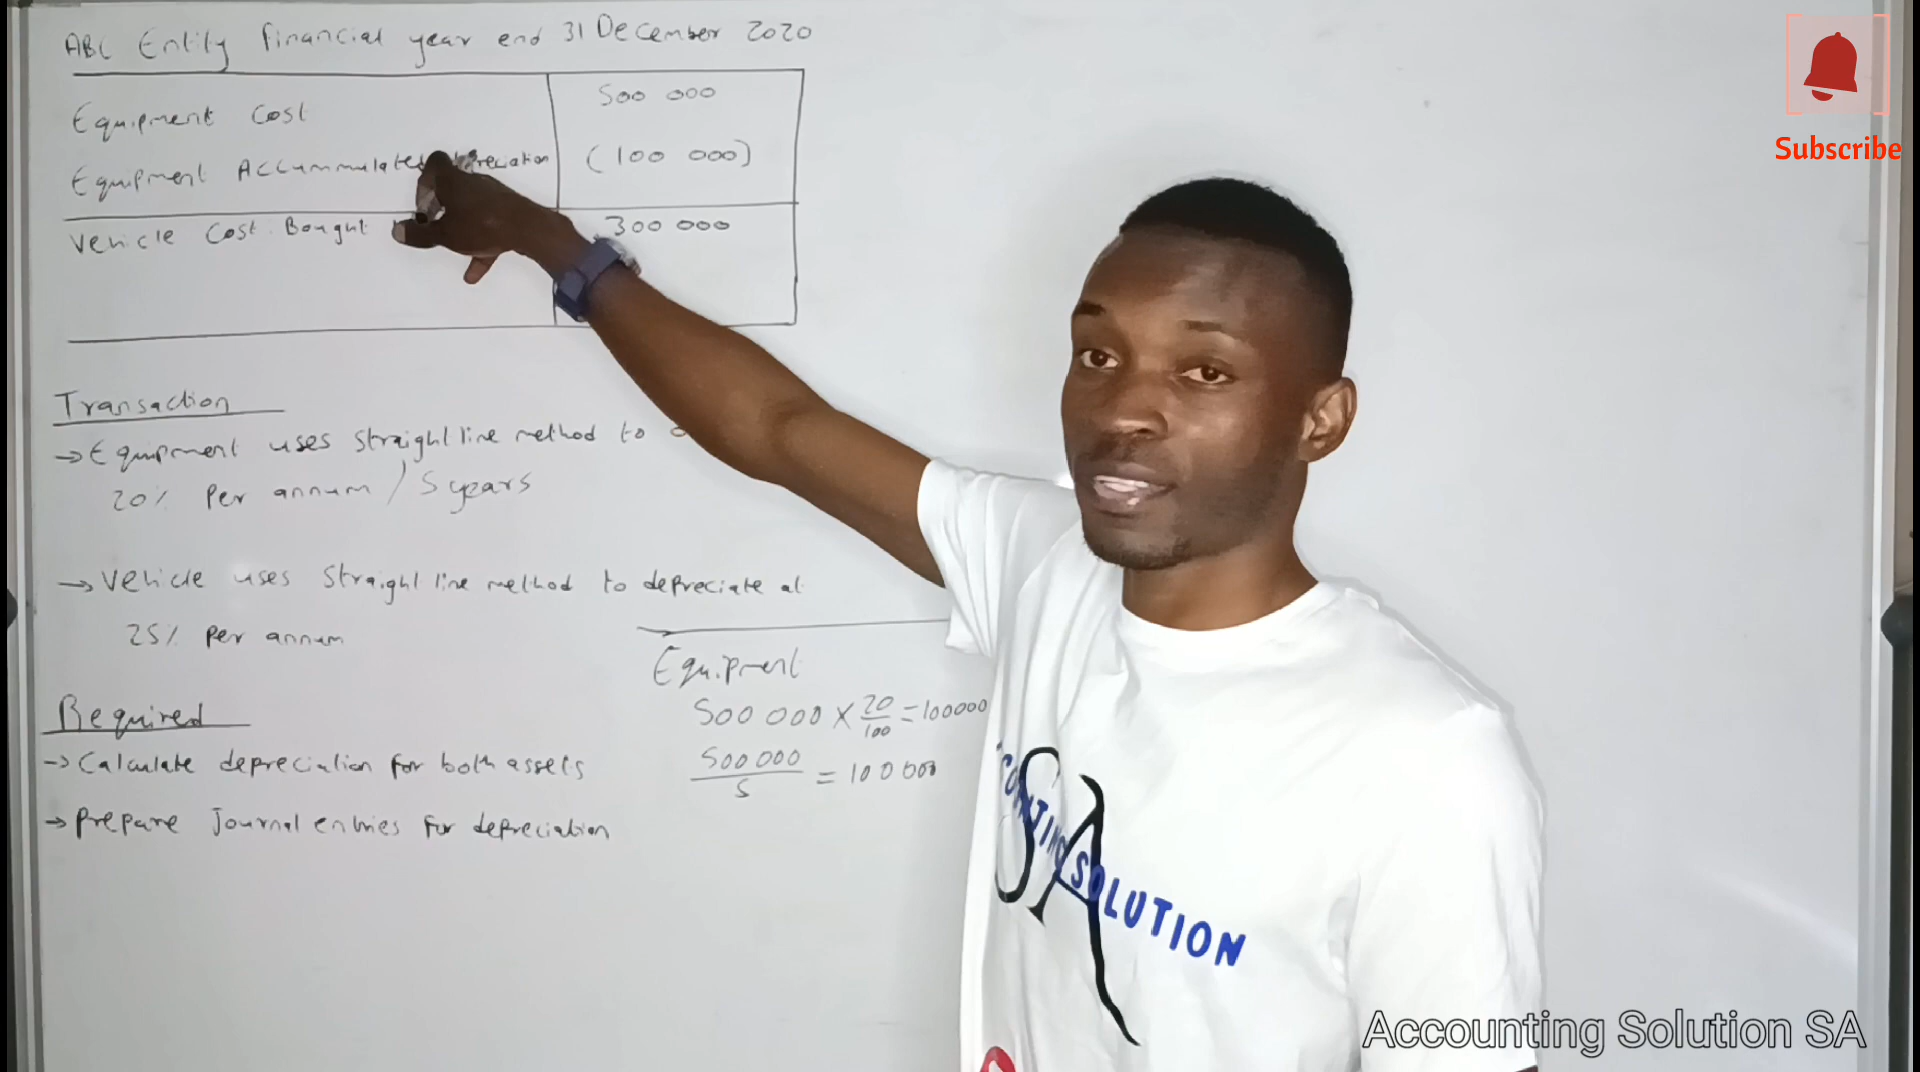 ABC Entity financial year end 31 December 2020
Equipment Cost 500 000
Equipment Accummulated (100 000)
Vehicle Cost Bought 300 000
Transaction
→ Equipment uses straight line method to
20% Per annum / 5 years
→ Vehicle uses straight line method to depreciate at
25% Per annum
Required
→ Calculate depreciation for both assets
→ Prepare Journal entries for depreciation
Equipment
500 000 × 20/100 = 100000
500 000/5 = 100 000
SA
SOLUTION
Subscribe
Accounting Solution SA